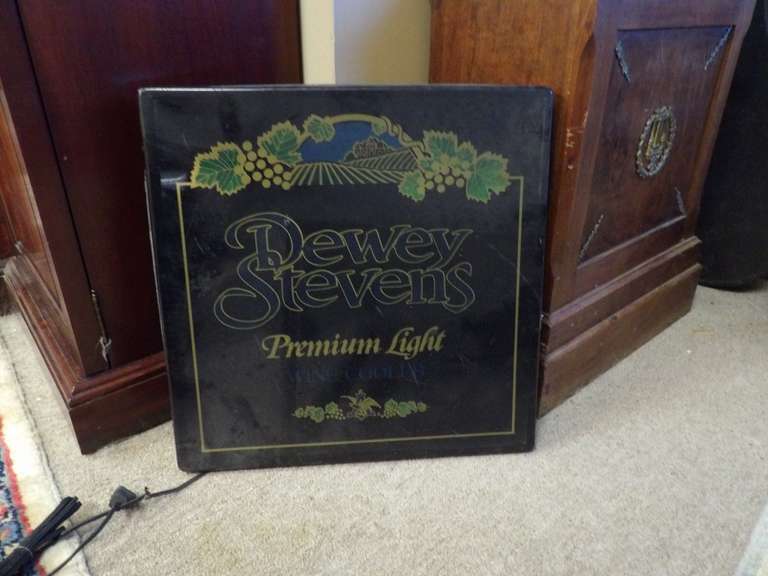 Dewey
Stevens
Premium Light
WINE COOLER